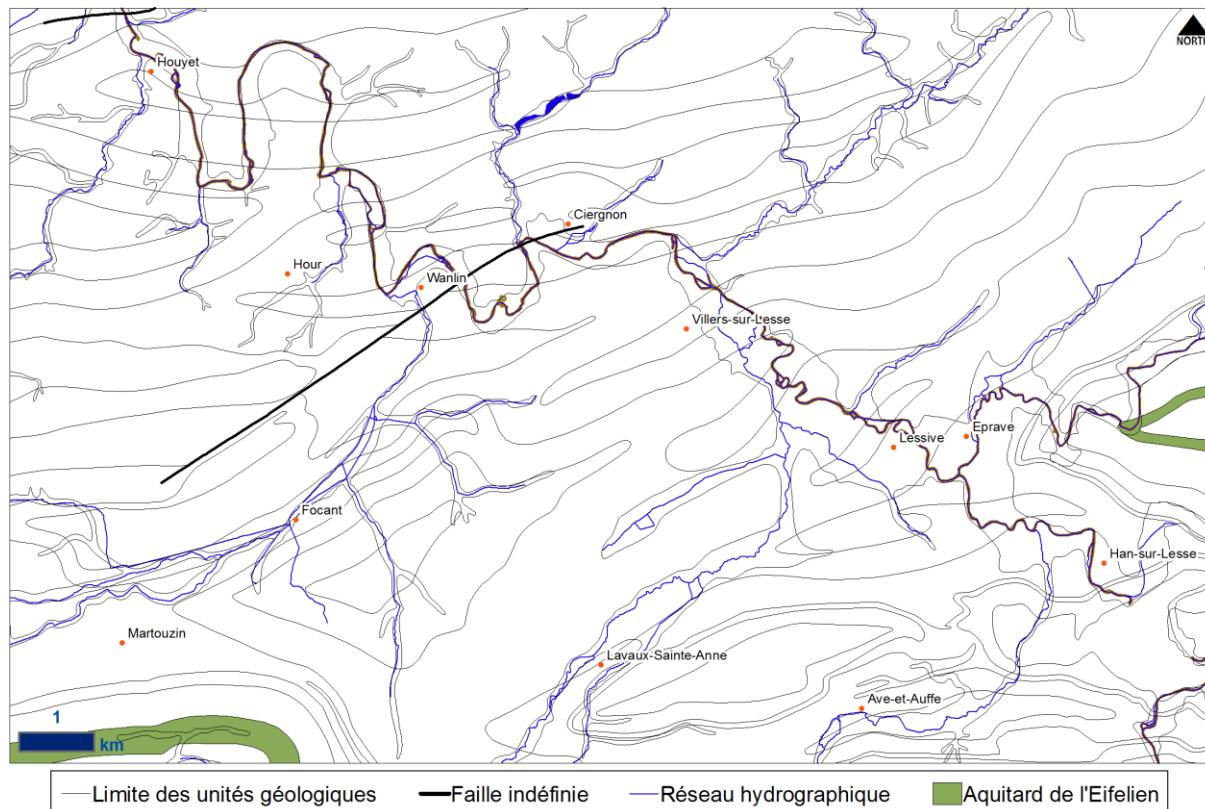 NORTH
Houyet
Ciergnon
Hour
Wanlin
Villers-sur-Lesse
Lessive
Eprave
Focant
Han-sur-Lesse
Martouzin
Lavaux-Sainte-Anne
Ave-et-Auffe
1
km
Limite des unités géologiques
Faille indéfinie
Réseau hydrographique
Aquitard de l'Eifelien